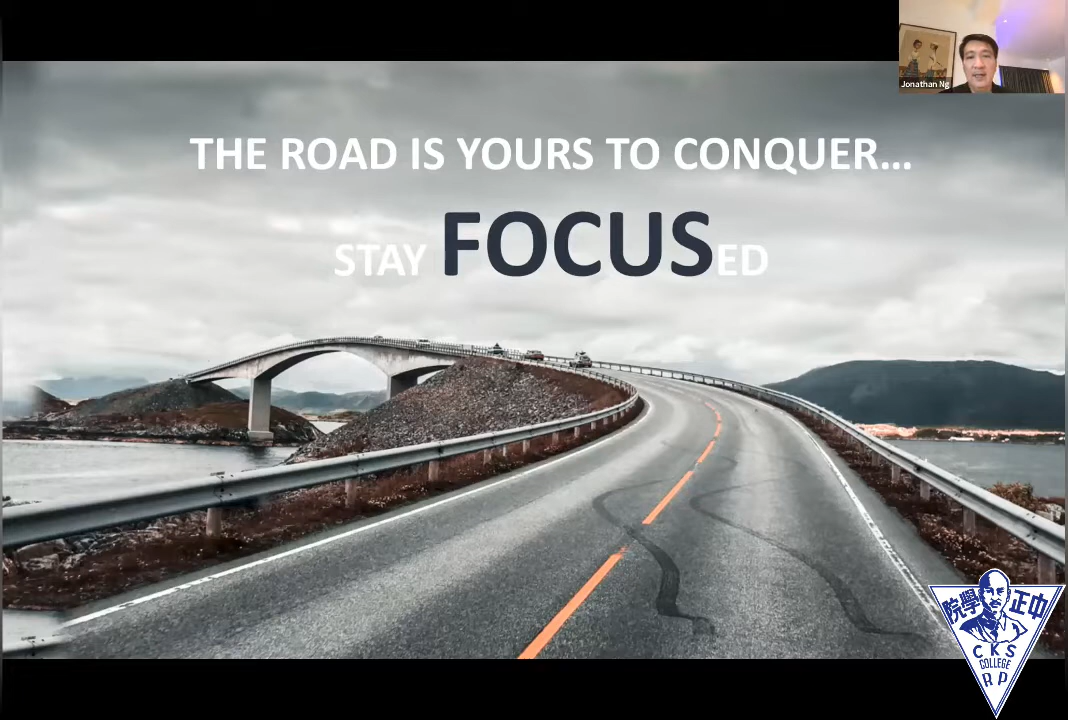 Jonathan Ng
THE ROAD IS YOURS TO CONQUER...
STAY FOCUSED
院學 正中
CKS
COLLEGE
RP